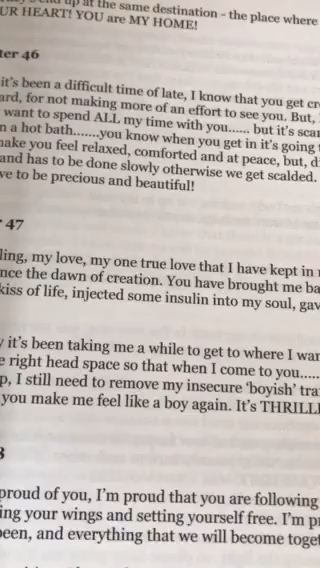 up at the same destination - the place where
UR HEART! YOU are MY HOME!
ter 46
it's been a difficult time of late, I know that you get cr
ard, for not making more of an effort to see you. But,
want to spend ALL my time with you...... but it's scar
n a hot bath.......you know when you get in it's going
make you feel relaxed, comforted and at peace, but, d
and has to be done slowly otherwise we get scalded.
ve to be precious and beautiful!
47
ling, my love, my one true love that I have kept in
nce the dawn of creation. You have brought me ba
kiss of life, injected some insulin into my soul, gav
y it's been taking me a while to get to where I wan
e right head space so that when I come to you.....
p, I still need to remove my insecure 'boyish' tra
you make me feel like a boy again. It's THRILL
8
proud of you, I'm proud that you are following
ing your wings and setting yourself free. I'm pr
been, and everything that we will become toget